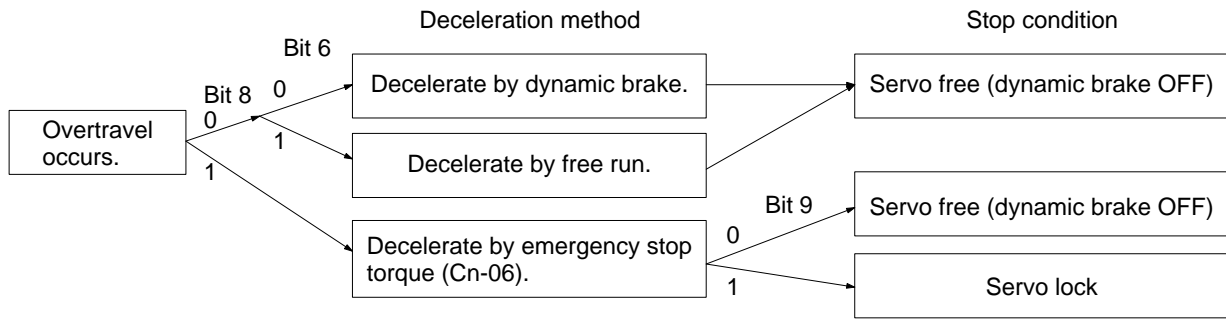 Deceleration method
Stop condition
Bit 6
Decelerate by dynamic brake.
Servo free (dynamic brake OFF)
0
Bit 8
0
Overtravel
occurs.
1
Decelerate by free run.
1
Bit 9
Servo free (dynamic brake OFF)
Decelerate by emergency stop
torque (Cn-06).
0
1
Servo lock